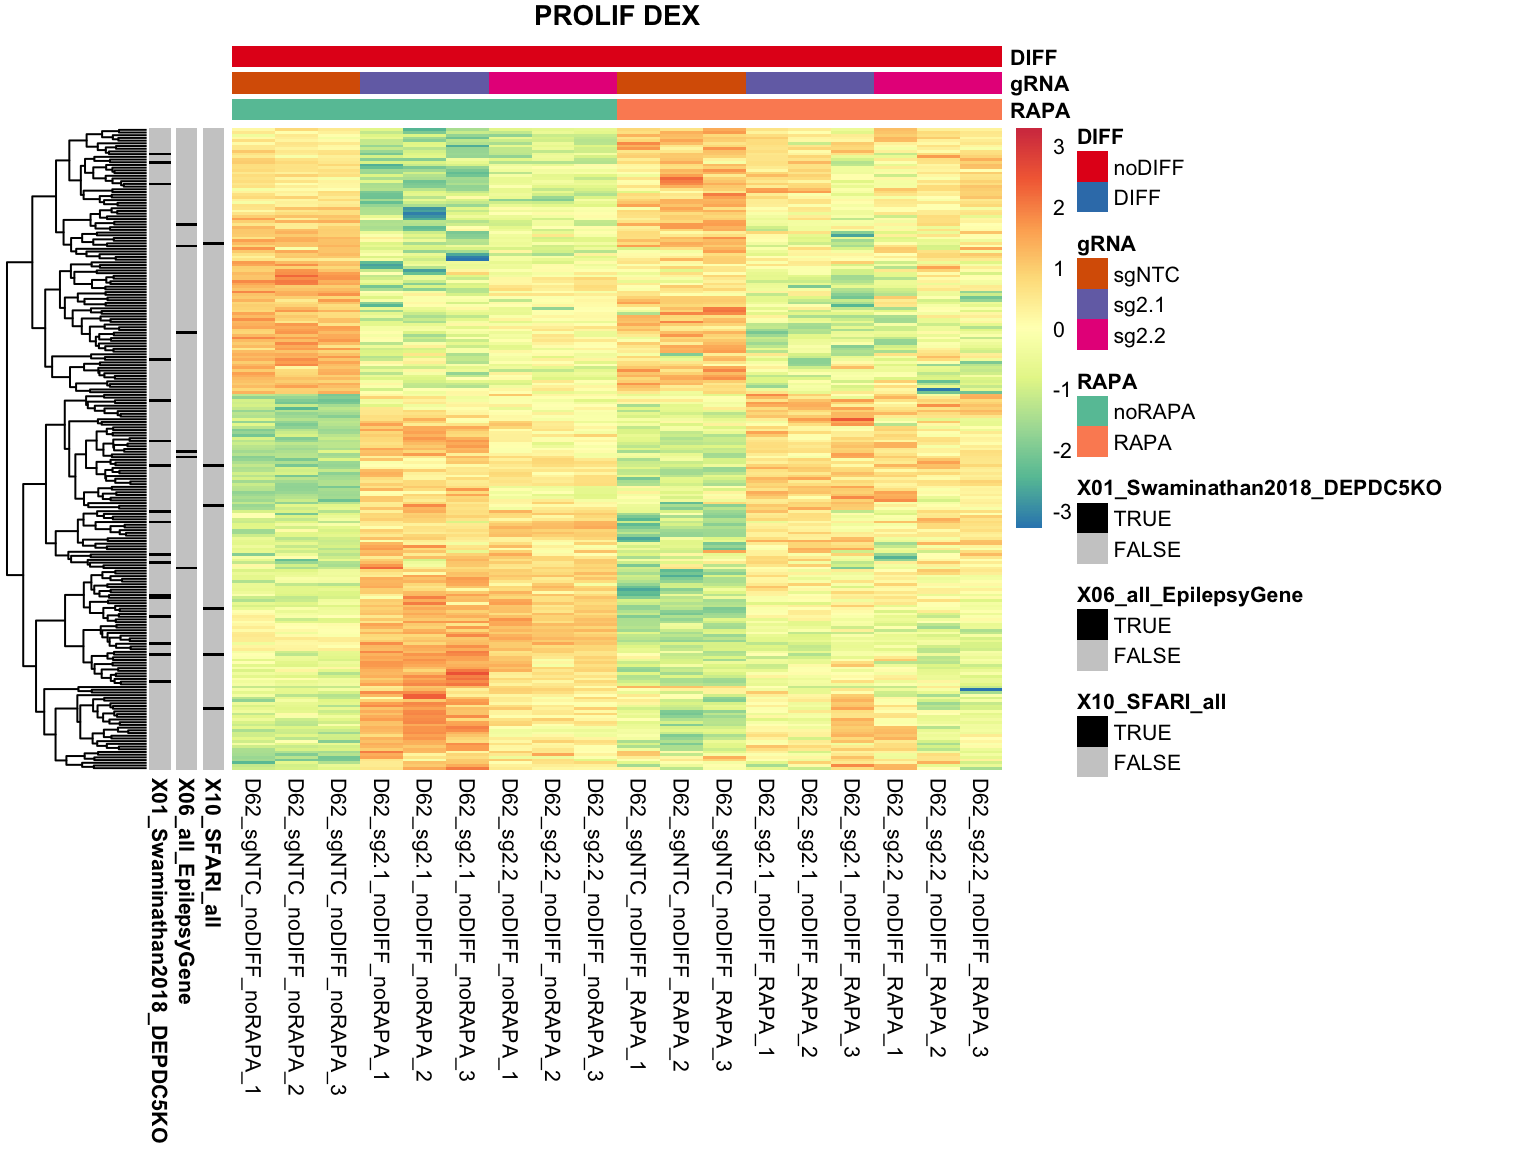 PROLIF DEX
DIFF
gRNA
RAPA
3
2
1
0
-1
-2
-3
DIFF
noDIFF
DIFF
gRNA
sgNTC
sg2.1
sg2.2
RAPA
noRAPA
RAPA
X01_Swaminathan2018_DEPDC5KO
TRUE
FALSE
X06_all_EpilepsyGene
TRUE
FALSE
X10_SFARI_all
TRUE
FALSE
X01_Swaminathan2018_DEPDC5KO
X06_all_EpilepsyGene
X10_SFARI_all
D62_sgNTC_noDIFF_noRAPA_1
D62_sgNTC_noDIFF_noRAPA_2
D62_sgNTC_noDIFF_noRAPA_3
D62_sg2.1_noDIFF_noRAPA_1
D62_sg2.1_noDIFF_noRAPA_2
D62_sg2.1_noDIFF_noRAPA_3
D62_sg2.2_noDIFF_noRAPA_1
D62_sg2.2_noDIFF_noRAPA_2
D62_sg2.2_noDIFF_noRAPA_3
D62_sgNTC_noDIFF_RAPA_1
D62_sgNTC_noDIFF_RAPA_2
D62_sgNTC_noDIFF_RAPA_3
D62_sg2.1_noDIFF_RAPA_1
D62_sg2.1_noDIFF_RAPA_2
D62_sg2.1_noDIFF_RAPA_3
D62_sg2.2_noDIFF_RAPA_1
D62_sg2.2_noDIFF_RAPA_2
D62_sg2.2_noDIFF_RAPA_3